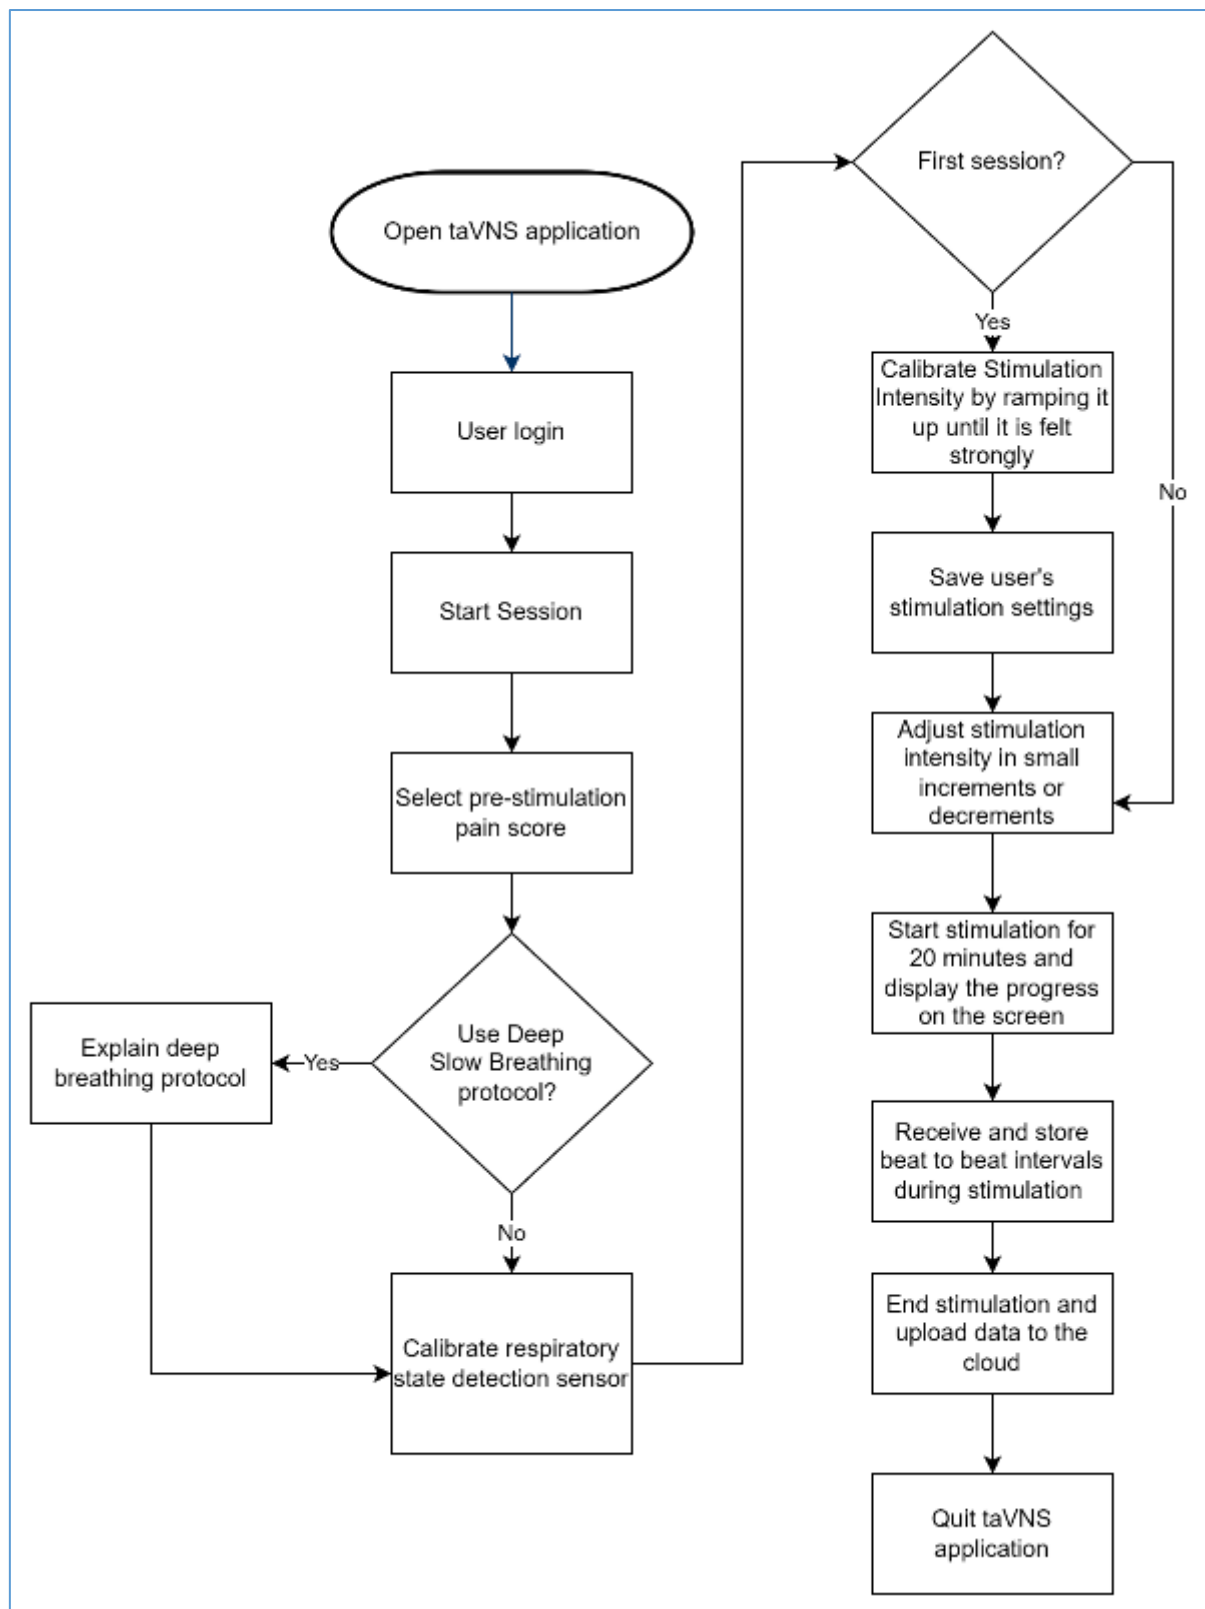 Open taVNS application
User login
Start Session
Select pre-stimulation
pain score
Use Deep
Slow Breathing
protocol?
Yes
Explain deep
breathing protocol
No
Calibrate respiratory
state detection sensor
First session?
Yes
No
Calibrate Stimulation
Intensity by ramping it
up until it is felt
strongly
Save user's
stimulation settings
Adjust stimulation
intensity in small
increments or
decrements
Start stimulation for
20 minutes and
display the progress
on the screen
Receive and store
beat to beat intervals
during stimulation
End stimulation and
upload data to the
cloud
Quit taVNS
application